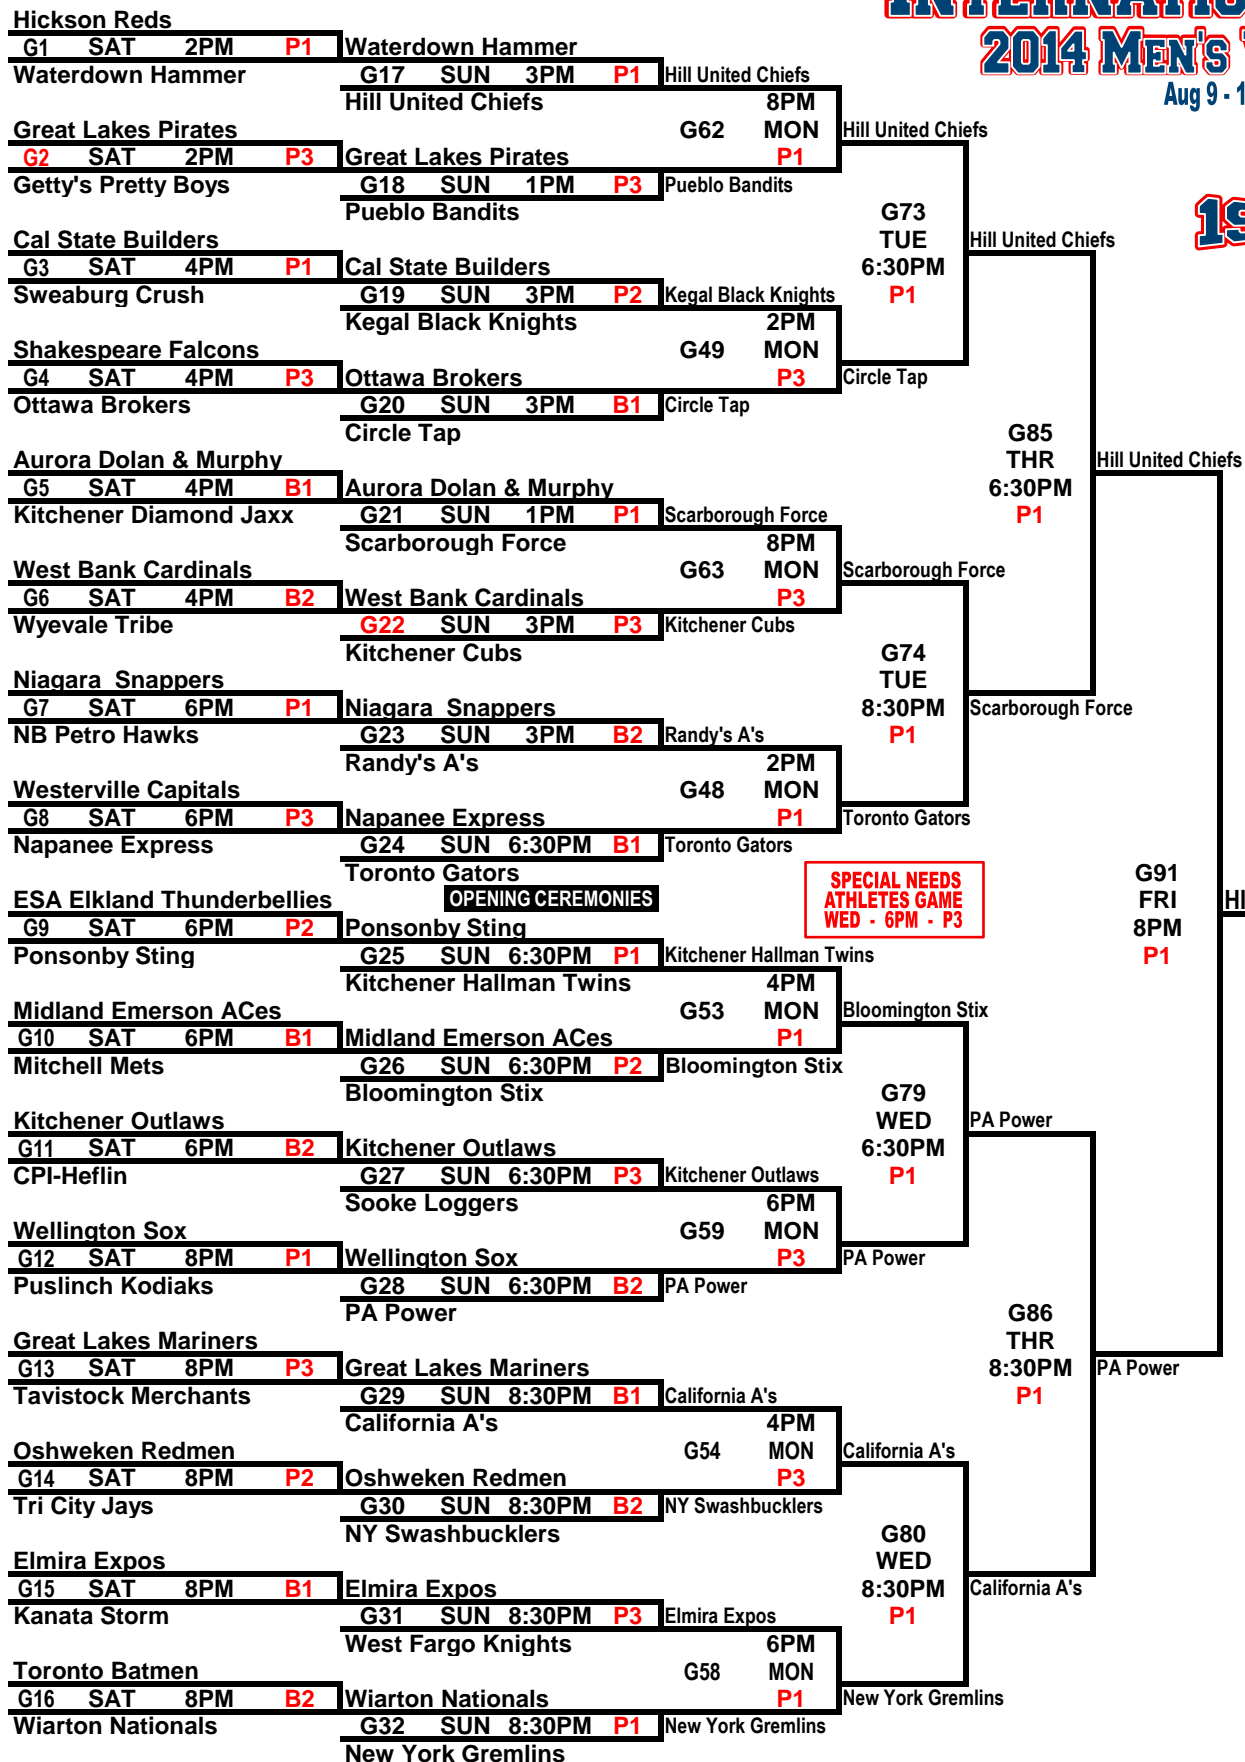 INTERNATIO
2014 MEN'S
Aug 9 - 1
19
Hickson Reds
G1 SAT 2PM P1
Waterdown Hammer
Great Lakes Pirates
G2 SAT 2PM P3
Getty's Pretty Boys
Cal State Builders
G3 SAT 4PM P1
Sweaburg Crush
Shakespeare Falcons
G4 SAT 4PM P3
Ottawa Brokers
Aurora Dolan & Murphy
G5 SAT 4PM B1
Kitchener Diamond Jaxx
West Bank Cardinals
G6 SAT 4PM B2
Wyevale Tribe
Niagara Snappers
G7 SAT 6PM P1
NB Petro Hawks
Westerville Capitals
G8 SAT 6PM P3
Napanee Express
ESA Elkland Thunderbellies
G9 SAT 6PM P2
Ponsonby Sting
Midland Emerson ACes
G10 SAT 6PM B1
Mitchell Mets
Kitchener Outlaws
G11 SAT 6PM B2
CPI-Heflin
Wellington Sox
G12 SAT 8PM P1
Puslinch Kodiaks
Great Lakes Mariners
G13 SAT 8PM P3
Tavistock Merchants
Oshweken Redmen
G14 SAT 8PM P2
Tri City Jays
Elmira Expos
G15 SAT 8PM B1
Kanata Storm
Toronto Batmen
G16 SAT 8PM B2
Wiarton Nationals
Waterdown Hammer
G17 SUN 3PM P1
Hill United Chiefs
Great Lakes Pirates
G18 SUN 1PM P3
Pueblo Bandits
Cal State Builders
G19 SUN 3PM P2
Kegal Black Knights
Ottawa Brokers
G20 SUN 3PM B1
Circle Tap
Aurora Dolan & Murphy
G21 SUN 1PM P1
Scarborough Force
West Bank Cardinals
G22 SUN 3PM P3
Kitchener Cubs
Niagara Snappers
G23 SUN 3PM B2
Randy's A's
Napanee Express
G24 SUN 6:30PM B1
Toronto Gators
OPENING CEREMONIES
Ponsonby Sting
G25 SUN 6:30PM P1
Kitchener Hallman Twins
Midland Emerson ACes
G26 SUN 6:30PM P2
Bloomington Stix
Kitchener Outlaws
G27 SUN 6:30PM P3
Sooke Loggers
Wellington Sox
G28 SUN 6:30PM B2
PA Power
Great Lakes Mariners
G29 SUN 8:30PM B1
California A's
Oshweken Redmen
G30 SUN 8:30PM B2
NY Swashbucklers
Elmira Expos
G31 SUN 8:30PM P3
West Fargo Knights
Wiarton Nationals
G32 SUN 8:30PM P1
New York Gremlins
Hill United Chiefs
8PM
G62 MON
P1
Pueblo Bandits
Kegal Black Knights
2PM
G49 MON
P3
Circle Tap
Scarborough Force
8PM
G63 MON
P3
Kitchener Cubs
Randy's A's
2PM
G48 MON
P1
Toronto Gators
SPECIAL NEEDS
ATHLETES GAME
WED - 6PM - P3
Kitchener Hallman Twins
4PM
G53 MON
P1
Bloomington Stix
Kitchener Outlaws
6PM
G59 MON
P3
PA Power
California A's
4PM
G54 MON
P3
NY Swashbucklers
Elmira Expos
6PM
G58 MON
P1
New York Gremlins
Hill United Chiefs
G73
TUE
6:30PM
P1
Circle Tap
Scarborough Force
G74
TUE
8:30PM
P1
Toronto Gators
Bloomington Stix
G79
WED
6:30PM
P1
PA Power
California A's
G80
WED
8:30PM
P1
New York Gremlins
Hill United Chiefs
G85
THR
6:30PM
P1
Scarborough Force
PA Power
G86
THR
8:30PM
P1
California A's
Hill United Chiefs
G91
FRI
8PM
P1
PA Power